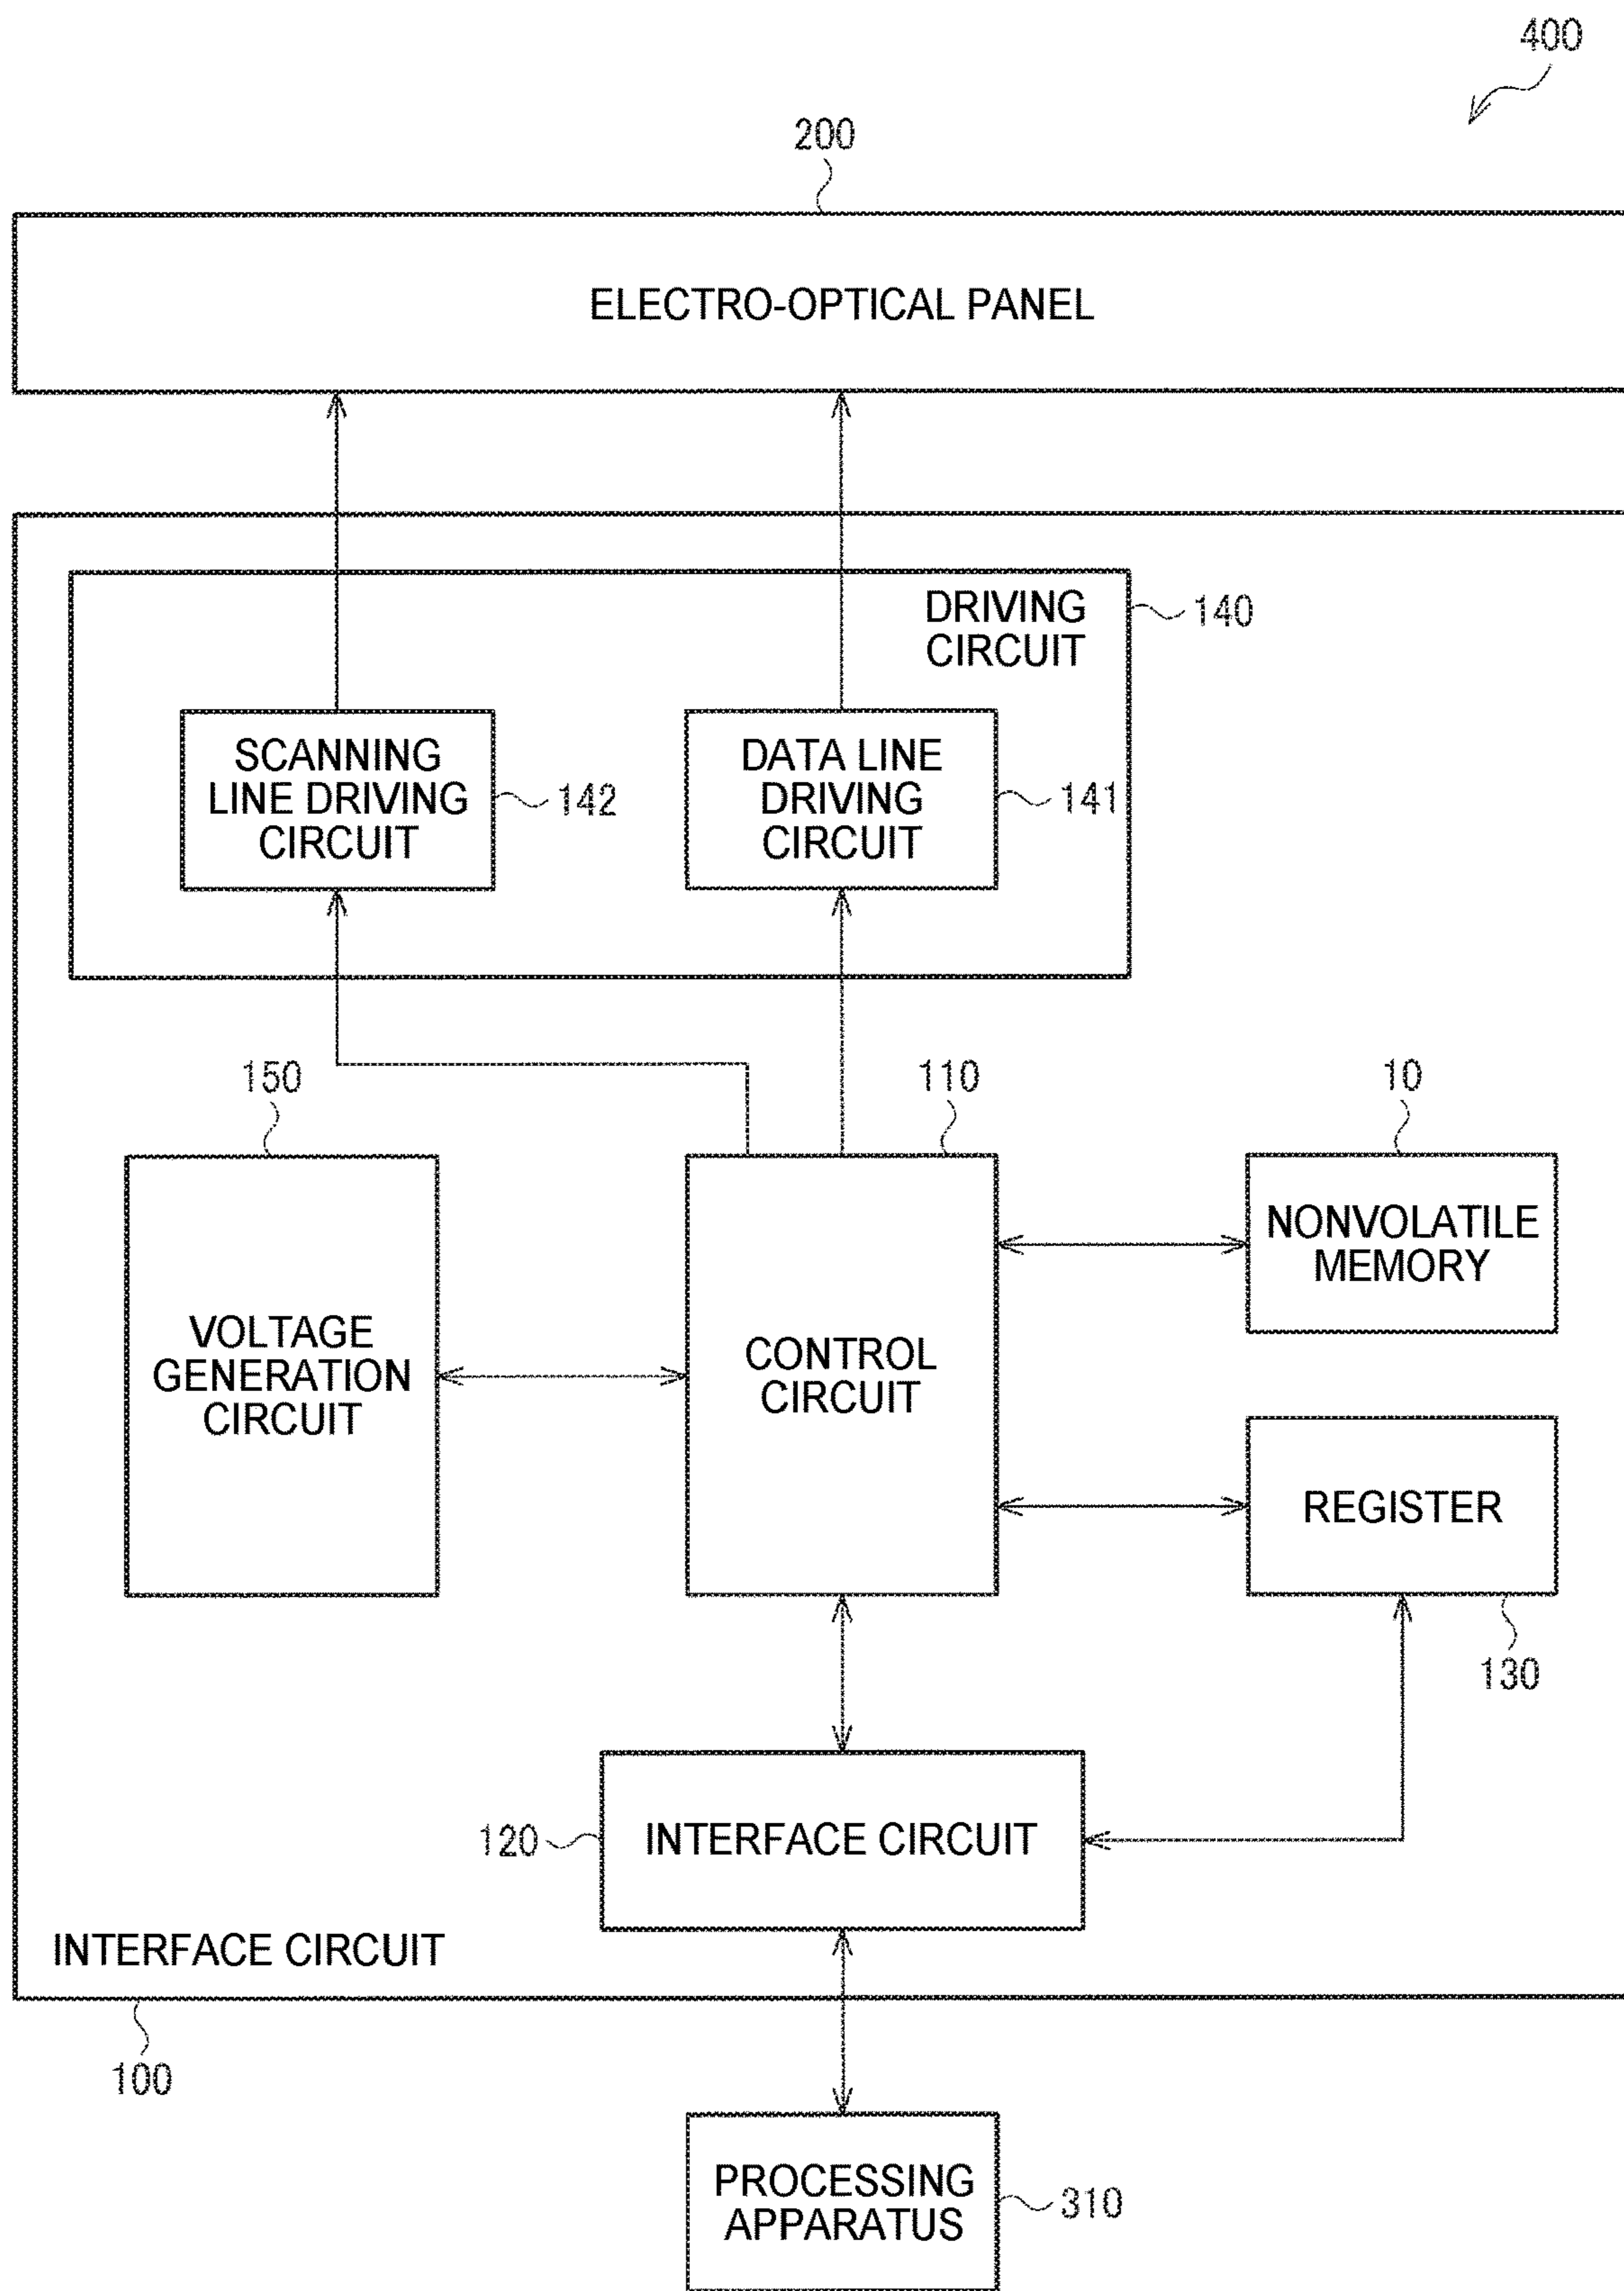 400
200
ELECTRO-OPTICAL PANEL
DRIVING
CIRCUIT
140
SCANNING
LINE DRIVING
CIRCUIT
142
DATA LINE
DRIVING
CIRCUIT
141
150
110
10
VOLTAGE
GENERATION
CIRCUIT
CONTROL
CIRCUIT
NONVOLATILE
MEMORY
REGISTER
130
120
INTERFACE CIRCUIT
INTERFACE CIRCUIT
100
PROCESSING
APPARATUS
310